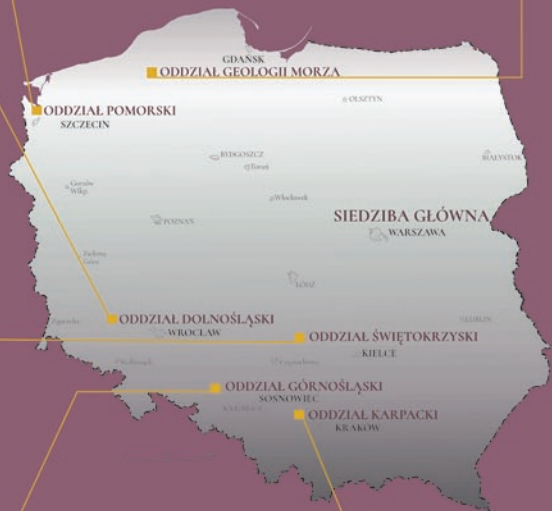 GDAŃSK
ODDZIAŁ GEOLOGII MORZA
OLSZTYN
ODDZIAŁ POMORSKI
SZCZECIN
BYDGOSZCZ
Toruń
BIAŁYSTOK
Gorzów
Wlkp.
Włocławek
POZNAŃ
SIEDZIBA GŁÓWNA
WARSZAWA
Zielona
Góra
ŁÓDŹ
ODDZIAŁ DOLNOŚLĄSKI
WROCŁAW
LUBLIN
ODDZIAŁ ŚWIĘTOKRZYSKI
KIELCE
ODDZIAŁ GÓRNOŚLĄSKI
SOSNOWIEC
KATOWICE
ODDZIAŁ KARPACKI
KRAKÓW